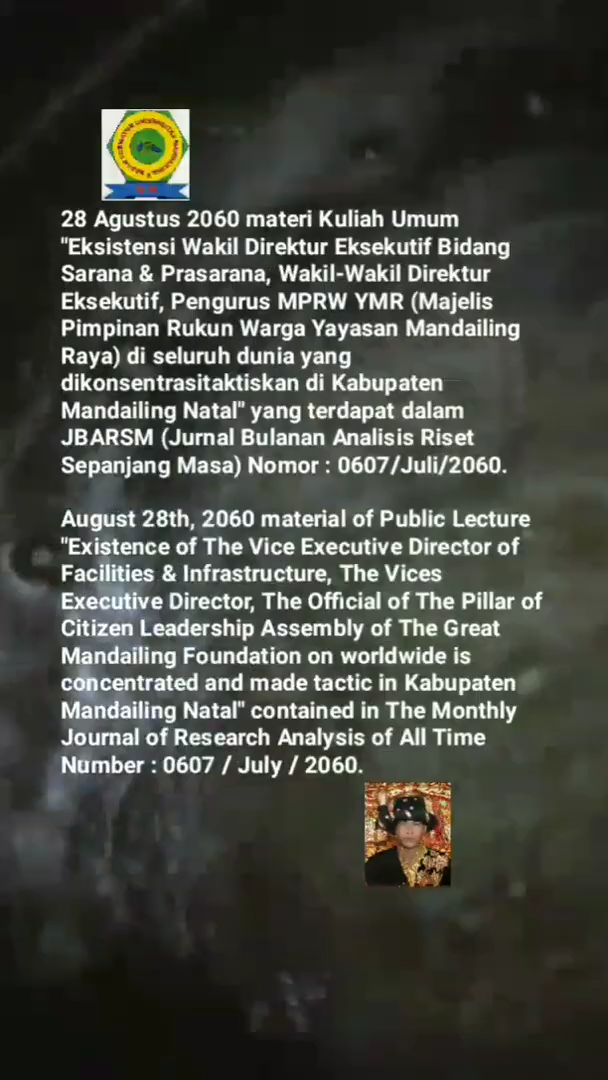 28 Agustus 2060 materi Kuliah Umum
"Eksistensi Wakil Direktur Eksekutif Bidang
Sarana & Prasarana, Wakil-Wakil Direktur
Eksekutif, Pengurus MPRW YMR (Majelis
Pimpinan Rukun Warga Yayasan Mandailing
Raya) di seluruh dunia yang
dikonsentrasitaktiskan di Kabupaten
Mandailing Natal" yang terdapat dalam
JBARSM (Jurnal Bulanan Analisis Riset
Sepanjang Masa) Nomor : 0607/Juli/2060.
August 28th, 2060 material of Public Lecture
"Existence of The Vice Executive Director of
Facilities & Infrastructure, The Vices
Executive Director, The Official of The Pillar of
Citizen Leadership Assembly of The Great
Mandailing Foundation on worldwide is
concentrated and made tactic in Kabupaten
Mandailing Natal" contained in The Monthly
Journal of Research Analysis of All Time
Number : 0607 / July / 2060.